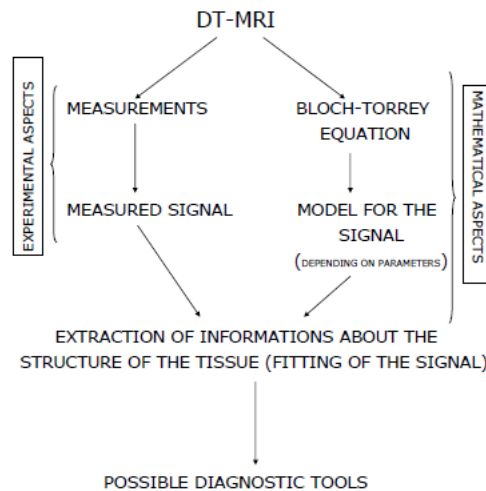 DT-MRI
EXPERIMENTAL ASPECTS
MEASUREMENTS
BLOCH-TORREY
EQUATION
MATHEMATICAL ASPECTS
MEASURED SIGNAL
MODEL FOR THE
SIGNAL
(DEPENDING ON PARAMETERS)
EXTRACTION OF INFORMATIONS ABOUT THE
STRUCTURE OF THE TISSUE (FITTING OF THE SIGNAL)
POSSIBLE DIAGNOSTIC TOOLS